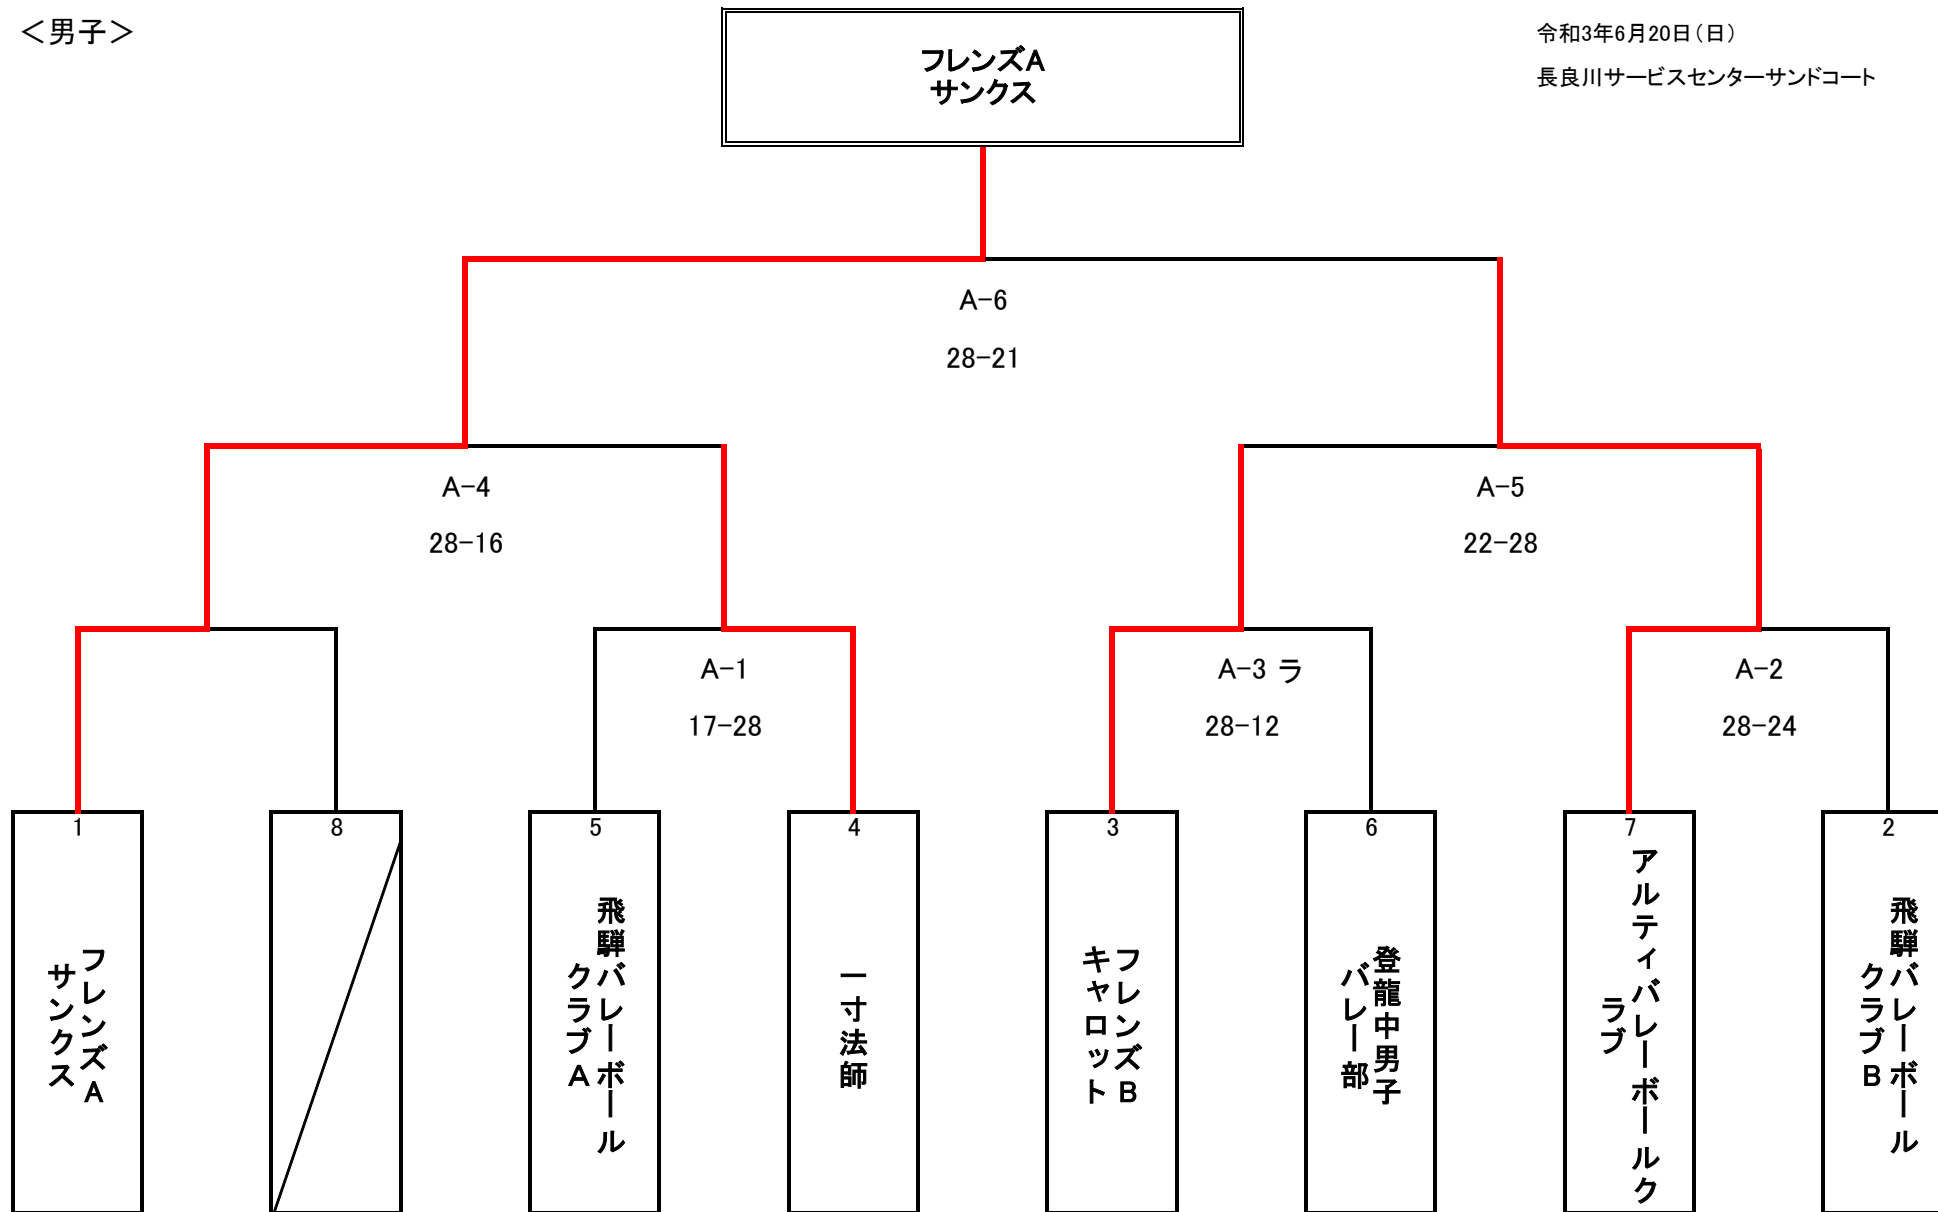 ＜男子＞
令和3年6月20日（日）
長良川サービスセンターサンドコート
フレンズA
サンクス
A-6
28-21
A-4
28-16
A-5
22-28
A-1
17-28
A-3 ラ
28-12
A-2
28-24
1
フレンズA
サンクス
8
5
飛騨バレーボール
クラブA
4
一寸法師
3
フレンズB
キャロット
6
登龍中男子
バレー部
7
アルティバレーボールク
ラブ
2
飛騨バレーボール
クラブB